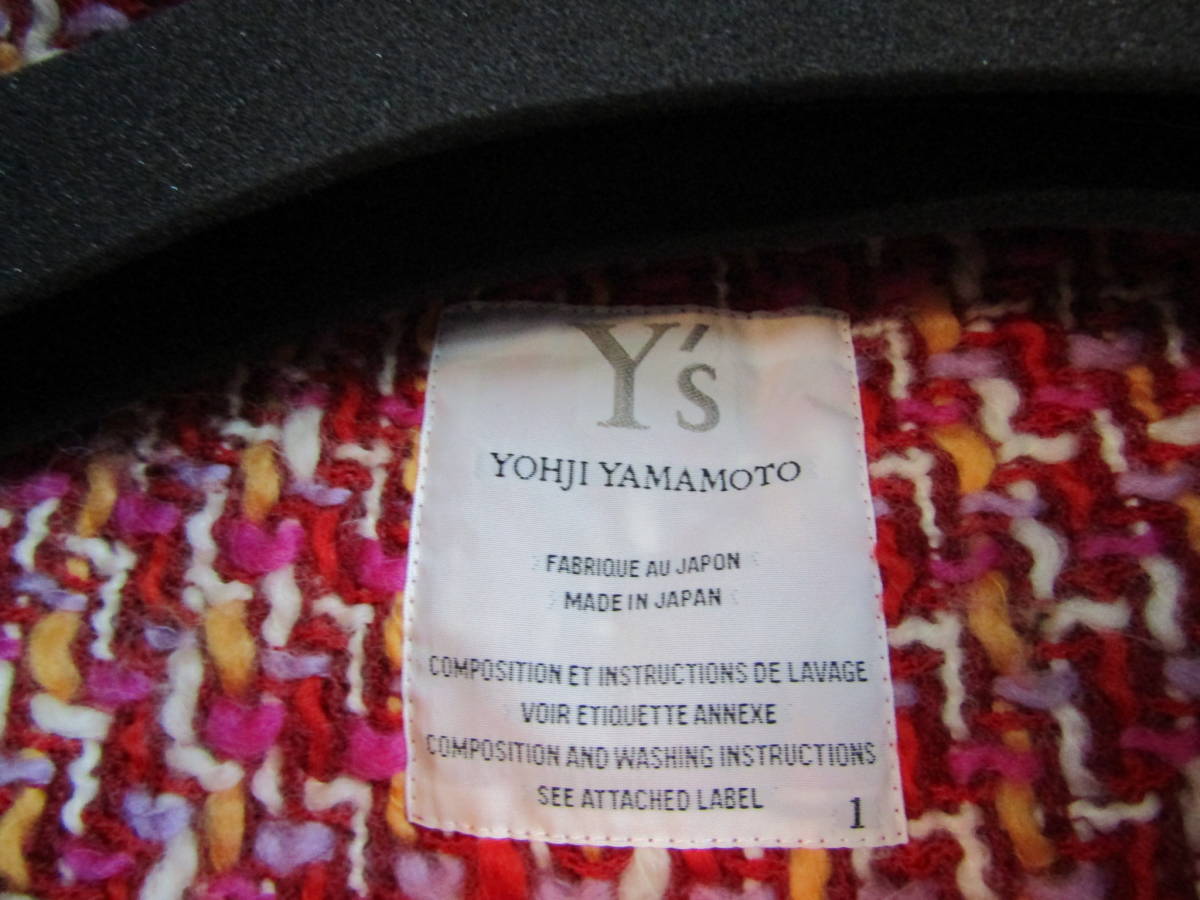 Y's
YOHJI YAMAMOTO
FABRIQUE AU JAPON
MADE IN JAPAN
COMPOSITION ET INSTRUCTIONS DE LAVAGE
VOIR ETIQUETTE ANNEXE
COMPOSITION AND WASHING INSTRUCTIONS
SEE ATTACHED LABEL
1